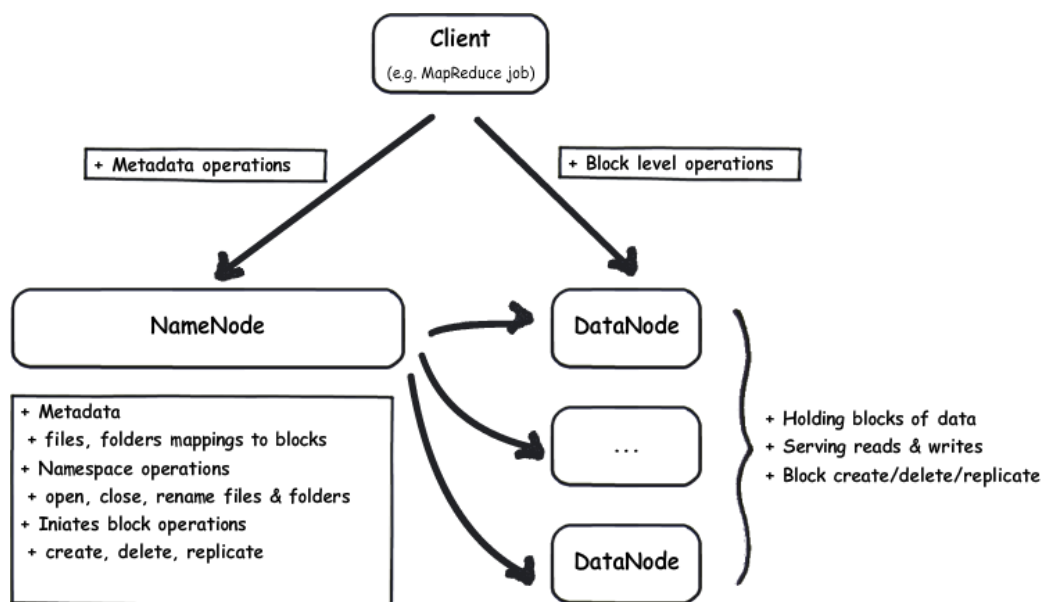 Client
(e.g. MapReduce job)
+ Metadata operations
+ Block level operations
NameNode
DataNode
+ Metadata
+ files, folders mappings to blocks
+ Namespace operations
+ open, close, rename files & folders
+ Iniates block operations
+ create, delete, replicate
...
+ Holding blocks of data
+ Serving reads & writes
+ Block create/delete/replicate
DataNode